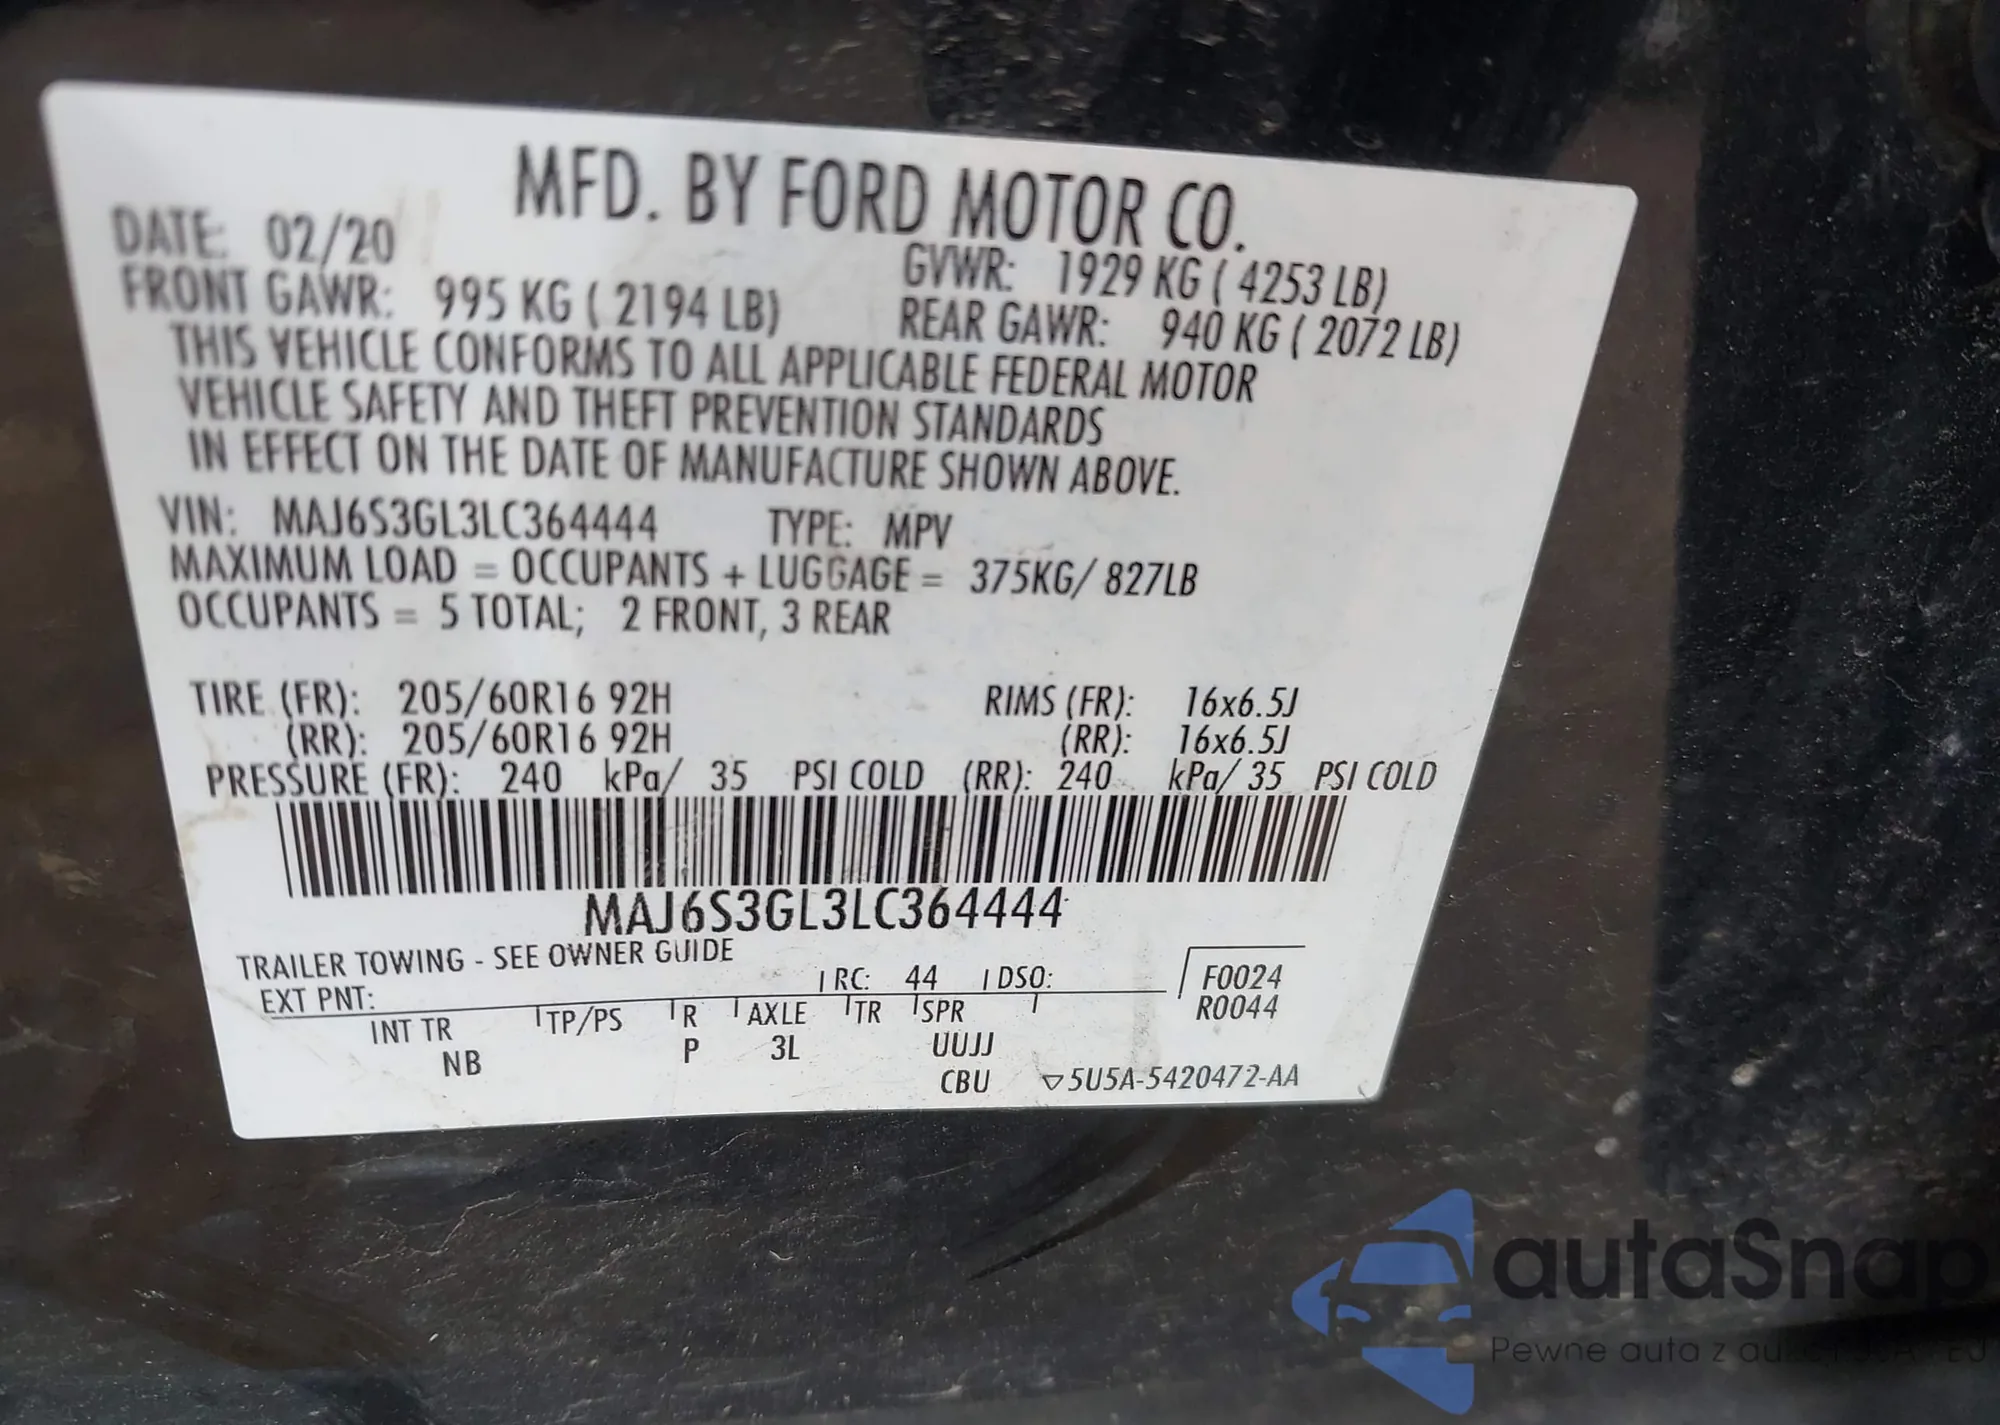 MFD. BY FORD MOTOR CO.
DATE: 02/20 GVWR: 1929 KG ( 4253 LB)
FRONT GAWR: 995 KG ( 2194 LB) REAR GAWR: 940 KG ( 2072 LB)
THIS VEHICLE CONFORMS TO ALL APPLICABLE FEDERAL MOTOR
VEHICLE SAFETY AND THEFT PREVENTION STANDARDS
IN EFFECT ON THE DATE OF MANUFACTURE SHOWN ABOVE.
VIN: MAJ6S3GL3LC364444 TYPE: MPV
MAXIMUM LOAD = OCCUPANTS + LUGGAGE = 375KG/ 827LB
OCCUPANTS = 5 TOTAL; 2 FRONT, 3 REAR
TIRE (FR): 205/60R16 92H RIMS (FR): 16x6.5J
(RR): 205/60R16 92H (RR): 16x6.5J
PRESSURE (FR): 240 kPa/ 35 PSI COLD (RR): 240 kPa/ 35 PSI COLD
MAJ6S3GL3LC364444
TRAILER TOWING - SEE OWNER GUIDE
EXT PNT: RC: 44 DSO: F0024
INT TR TP/PS R AXLE TR SPR R0044
NB P 3L UUJJ
CBU ▽5U5A-5420472-AA
autaSnap
Pewne auta z